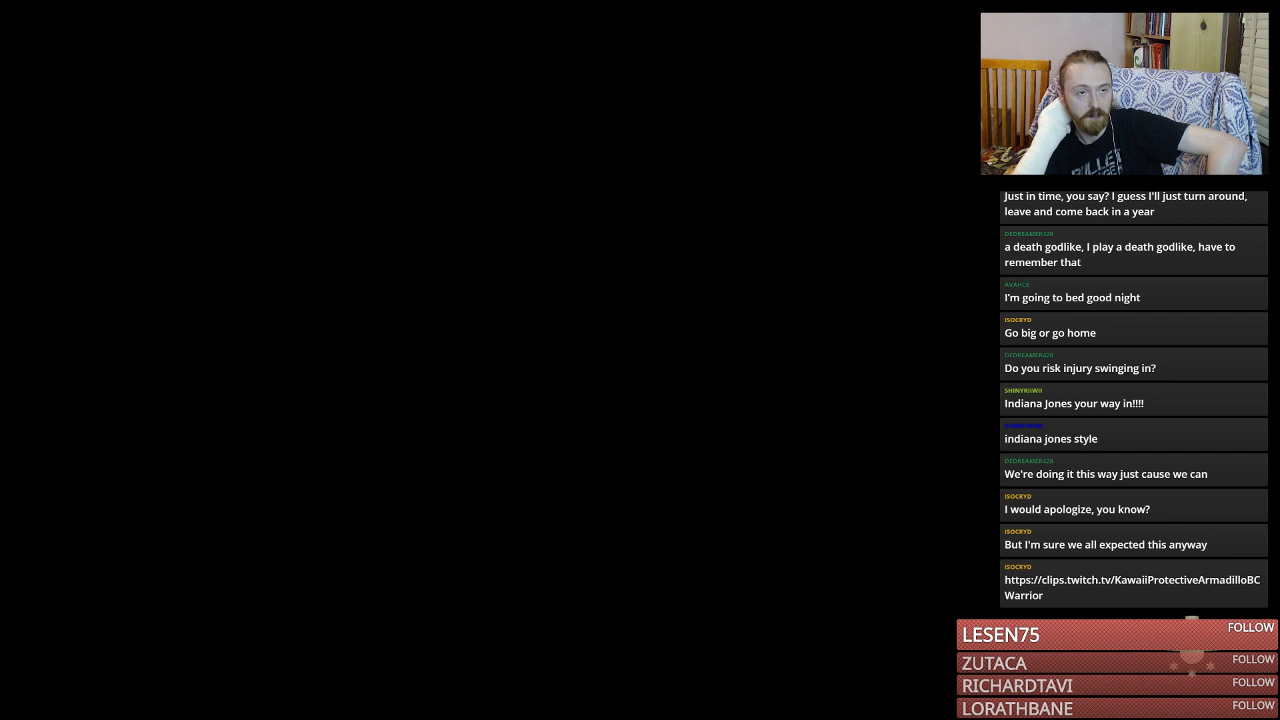 Just in time, you say? I guess I'll just turn around,
leave and come back in a year
DEDREAMER428
a death godlike, I play a death godlike, have to
remember that
AVAHCE
I'm going to bed good night
ISOCRYD
Go big or go home
DEDREAMER428
Do you risk injury swinging in?
SHINYKIIWII
Indiana Jones your way in!!!!
indiana jones style
DEDREAMER428
We're doing it this way just cause we can
ISOCRYD
I would apologize, you know?
ISOCRYD
But I'm sure we all expected this anyway
ISOCRYD
https://clips.twitch.tv/KawaiiProtectiveArmadilloBC
Warrior
LESEN75 FOLLOW
ZUTACA FOLLOW
RICHARDTAVI FOLLOW
LORATHBANE FOLLOW